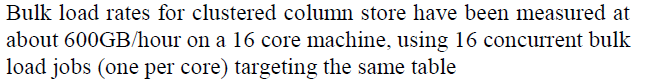 Bulk load rates for clustered column store have been measured at
about 600GB/hour on a 16 core machine, using 16 concurrent bulk
load jobs (one per core) targeting the same table